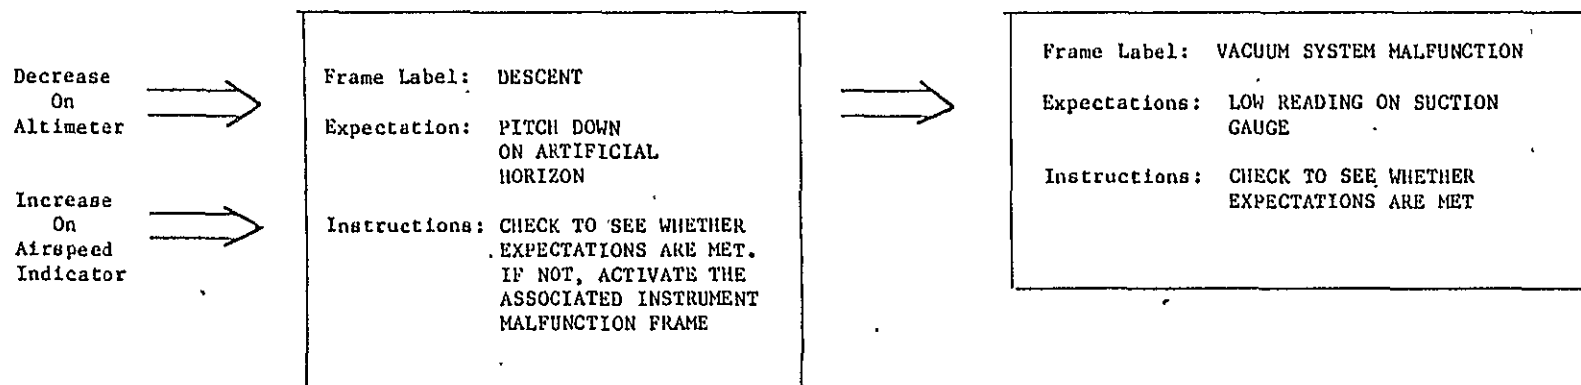 Decrease
On
Altimeter
Increase
On
Airspeed
Indicator
Frame Label: DESCENT
Expectation: PITCH DOWN
ON ARTIFICIAL
HORIZON
Instructions: CHECK TO SEE WHETHER
EXPECTATIONS ARE MET.
IF NOT, ACTIVATE THE
ASSOCIATED INSTRUMENT
MALFUNCTION FRAME
Frame Label: VACUUM SYSTEM MALFUNCTION
Expectations: LOW READING ON SUCTION
GAUGE
Instructions: CHECK TO SEE WHETHER
EXPECTATIONS ARE MET